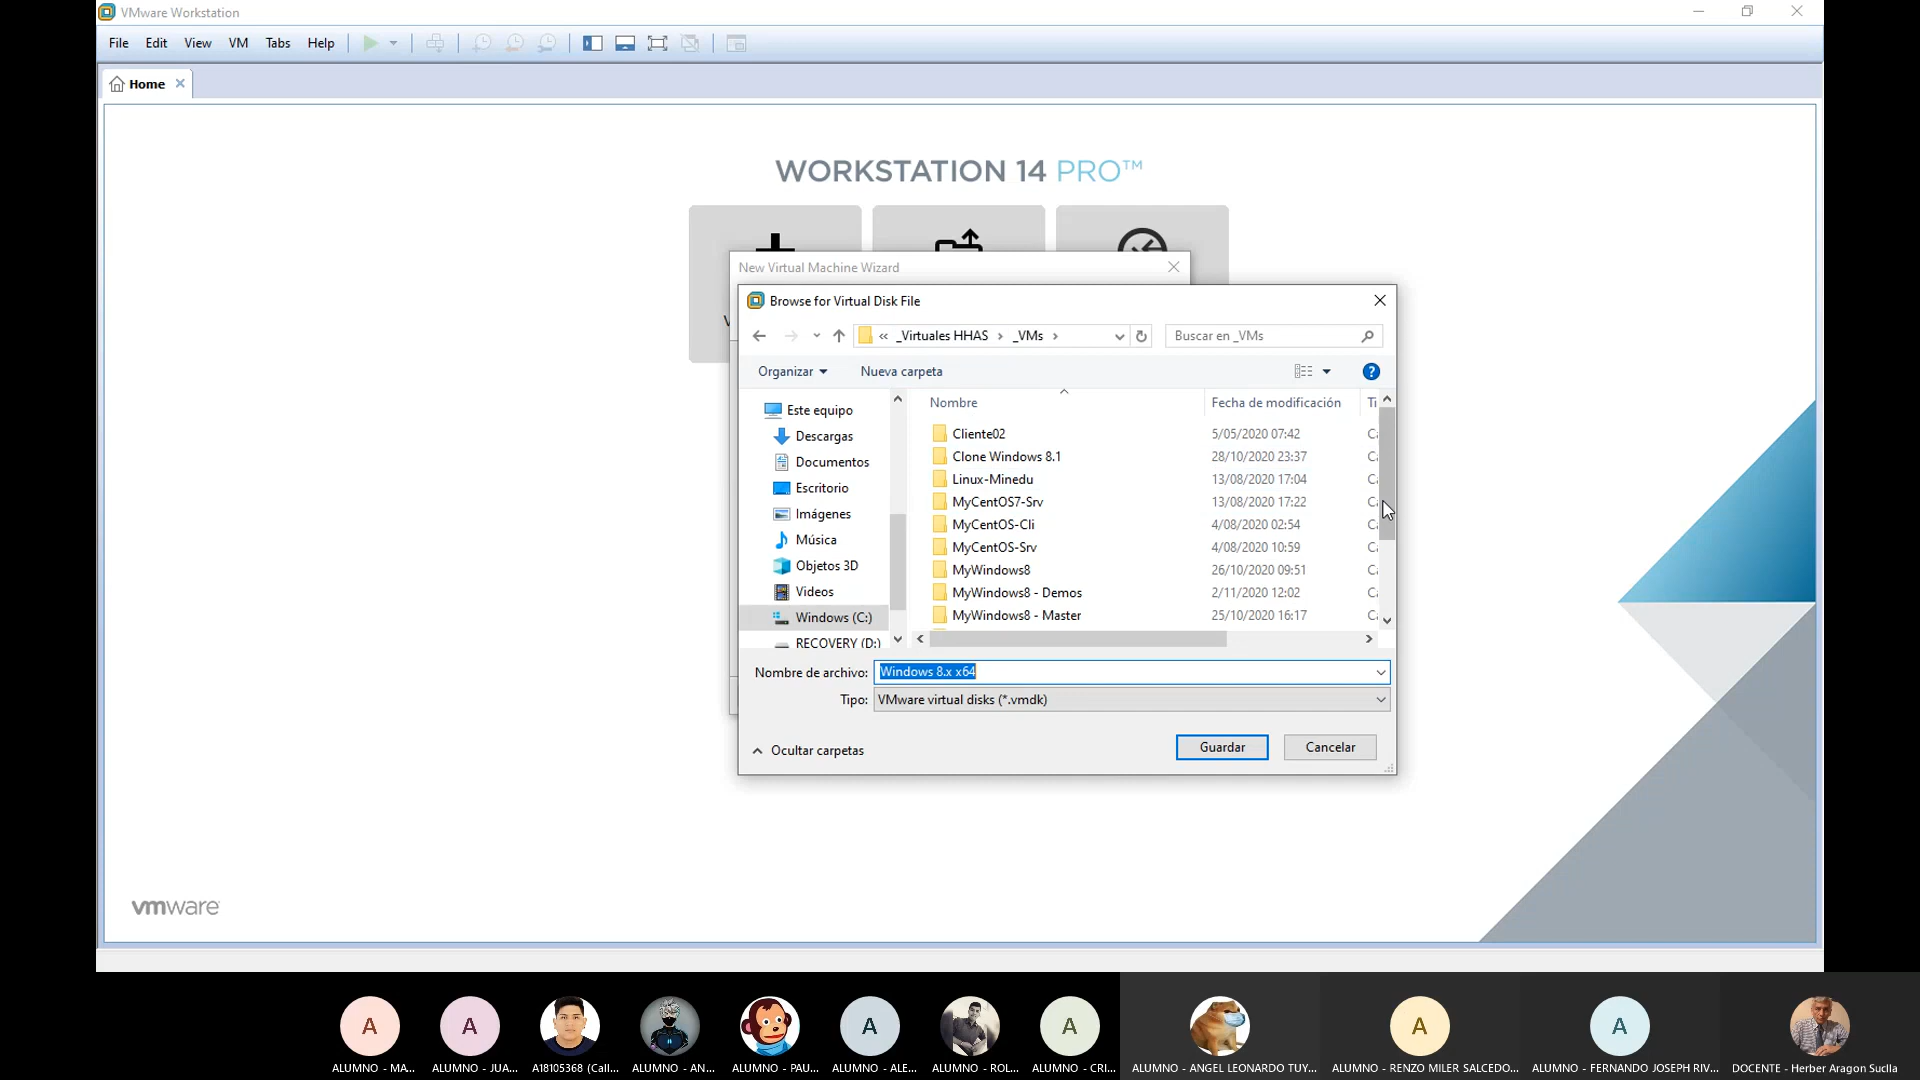 VMware Workstation
File Edit View VM Tabs Help
Home
WORKSTATION 14 PRO™
New Virtual Machine Wizard
Browse for Virtual Disk File
« _Virtuales HHAS > _VMs >
Buscar en _VMs
Organizar
Nueva carpeta
Este equipo
Descargas
Documentos
Escritorio
Imágenes
Música
Objetos 3D
Videos
Windows (C:)
RECOVERY (D:)
Nombre Fecha de modificación Ti
Cliente02 5/05/2020 07:42
Clone Windows 8.1 28/10/2020 23:37
Linux-Minedu 13/08/2020 17:04
MyCentOS7-Srv 13/08/2020 17:22
MyCentOS-Cli 4/08/2020 02:54
MyCentOS-Srv 4/08/2020 10:59
MyWindows8 26/10/2020 09:51
MyWindows8 - Demos 2/11/2020 12:02
MyWindows8 - Master 25/10/2020 16:17
Nombre de archivo: Windows 8.x x64
Tipo: VMware virtual disks (*.vmdk)
Ocultar carpetas
Guardar
Cancelar
vmware
A A A A A A
ALUMNO - MA... ALUMNO - JUA... A18105368 (Call... ALUMNO - AN... ALUMNO - PAU... ALUMNO - ALE... ALUMNO - ROL... ALUMNO - CRI... ALUMNO - ANGEL LEONARDO TUY... ALUMNO - RENZO MILER SALCEDO... ALUMNO - FERNANDO JOSEPH RIV... DOCENTE - Herber Aragon Suclla